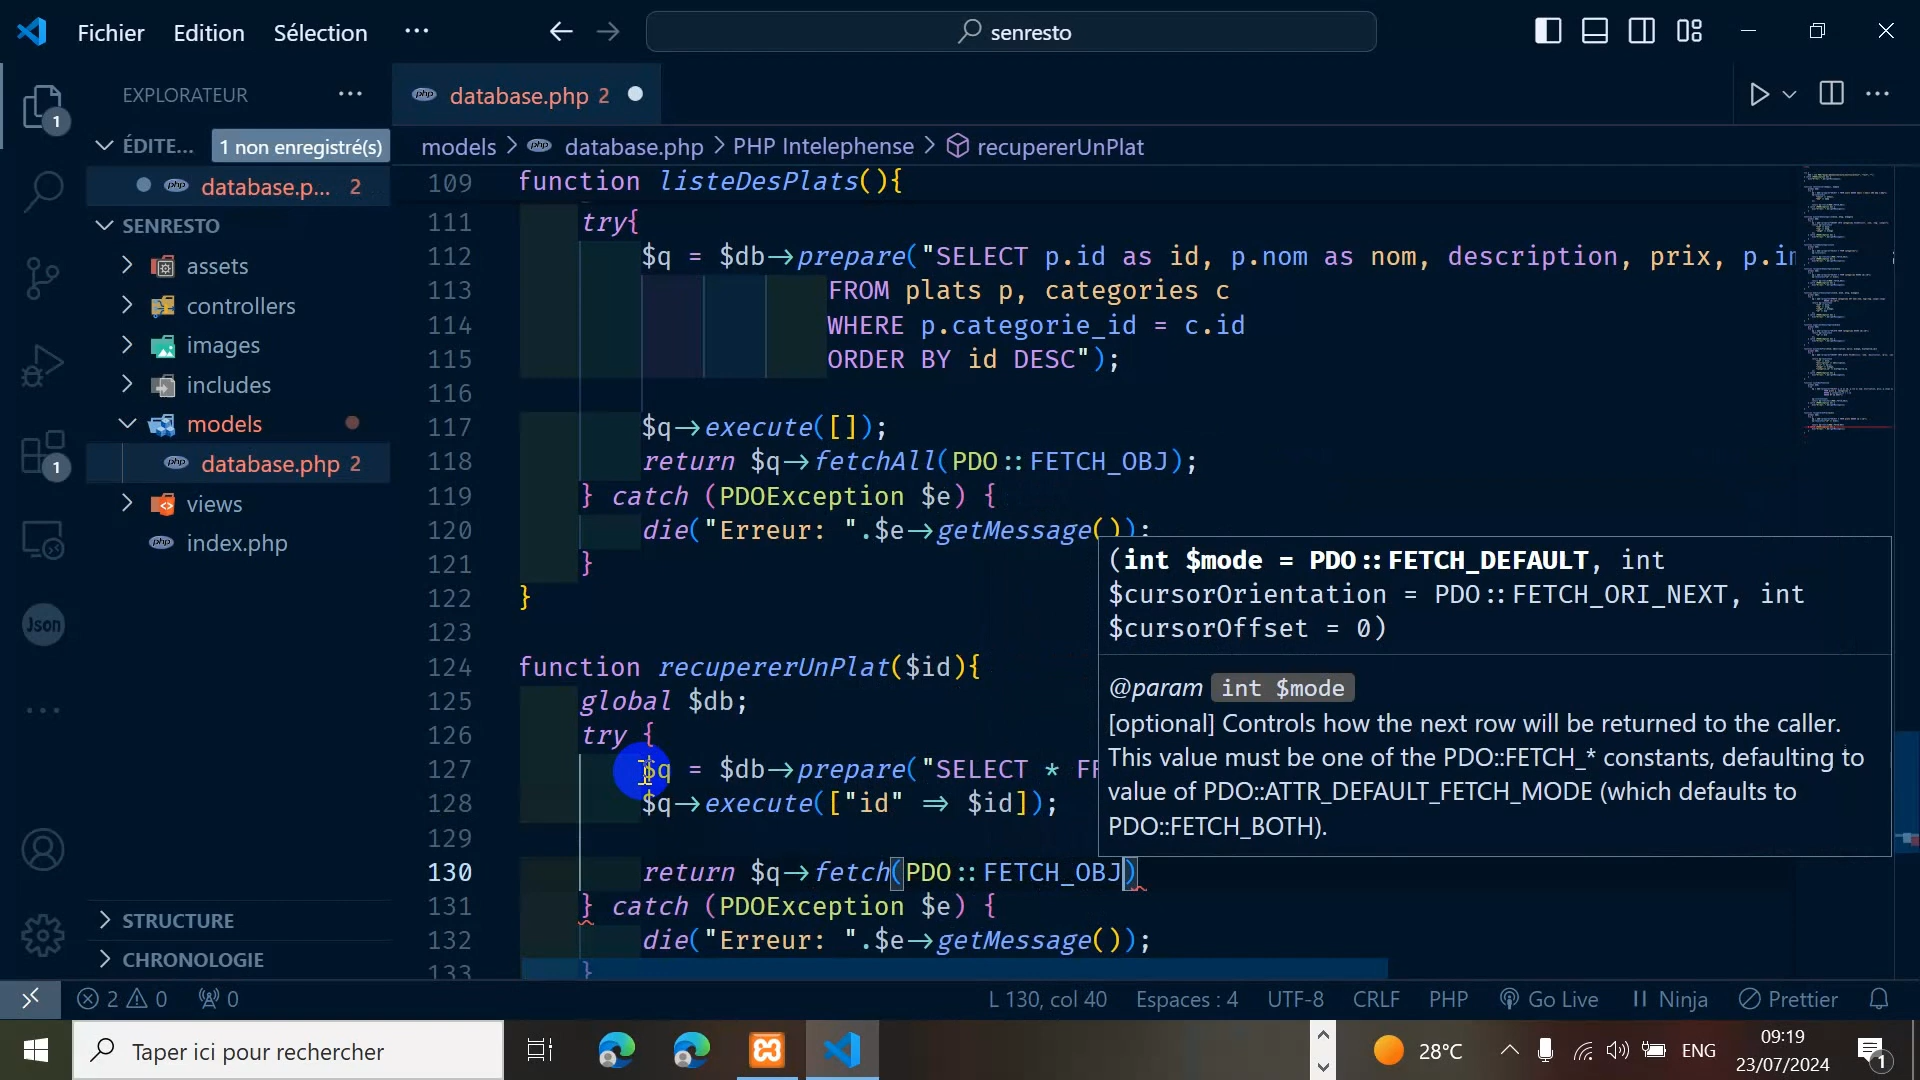 Fichier Edition Sélection ··· senresto
EXPLORATEUR ···
ÉDITE... 1 non enregistré(s)
database.p... 2
SENRESTO
assets
controllers
images
includes
models
database.php 2
views
index.php
STRUCTURE
CHRONOLOGIE
1
1
Json
database.php 2
models > database.php > PHP Intelephense > recupererUnPlat
109 function listeDesPlats(){
111 try{
112 $q = $db->prepare("SELECT p.id as id, p.nom as nom, description, prix, p.im
113 FROM plats p, categories c
114 WHERE p.categorie_id = c.id
115 ORDER BY id DESC");
116
117 $q->execute([]);
118 return $q->fetchAll(PDO::FETCH_OBJ);
119 } catch (PDOException $e) {
120 die("Erreur: ".$e->getMessage());
121 }
122 }
123
124 function recupererUnPlat($id){
125 global $db;
126 try {
127 $q = $db->prepare("SELECT * FR
128 $q->execute(["id" => $id]);
129
130 return $q->fetch(PDO::FETCH_OBJ)
131 } catch (PDOException $e) {
132 die("Erreur: ".$e->getMessage());
133 }
(int $mode = PDO::FETCH_DEFAULT, int
$cursorOrientation = PDO::FETCH_ORI_NEXT, int
$cursorOffset = 0)
@param int $mode
[optional] Controls how the next row will be returned to the caller.
This value must be one of the PDO::FETCH_* constants, defaulting to
value of PDO::ATTR_DEFAULT_FETCH_MODE (which defaults to
PDO::FETCH_BOTH).
2 0 0 L 130, col 40 Espaces : 4 UTF-8 CRLF PHP Go Live Ninja Prettier
Taper ici pour rechercher 28°C ENG 09:19
23/07/2024 1